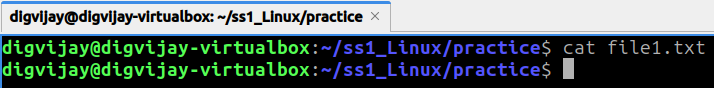 digvijay@digvijay-virtualbox: ~/ss1_Linux/practice ×
digvijay@digvijay-virtualbox:~/ss1_Linux/practice$ cat file1.txt
digvijay@digvijay-virtualbox:~/ss1_Linux/practice$